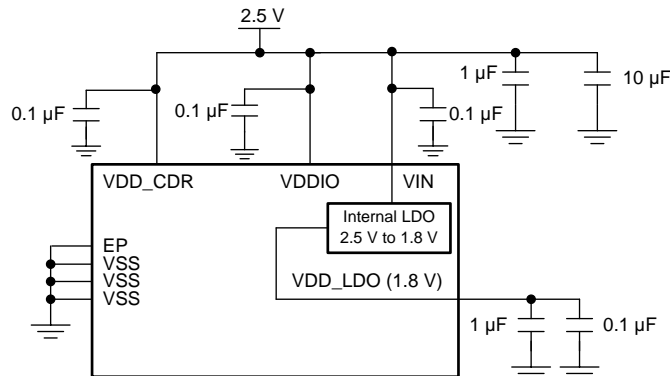 2.5 V
1 µF
10 µF
0.1 µF
0.1 µF
0.1 µF
VDD_CDR
VDDIO
VIN
Internal LDO
2.5 V to 1.8 V
EP
VSS
VSS
VSS
VDD_LDO (1.8 V)
1 µF
0.1 µF